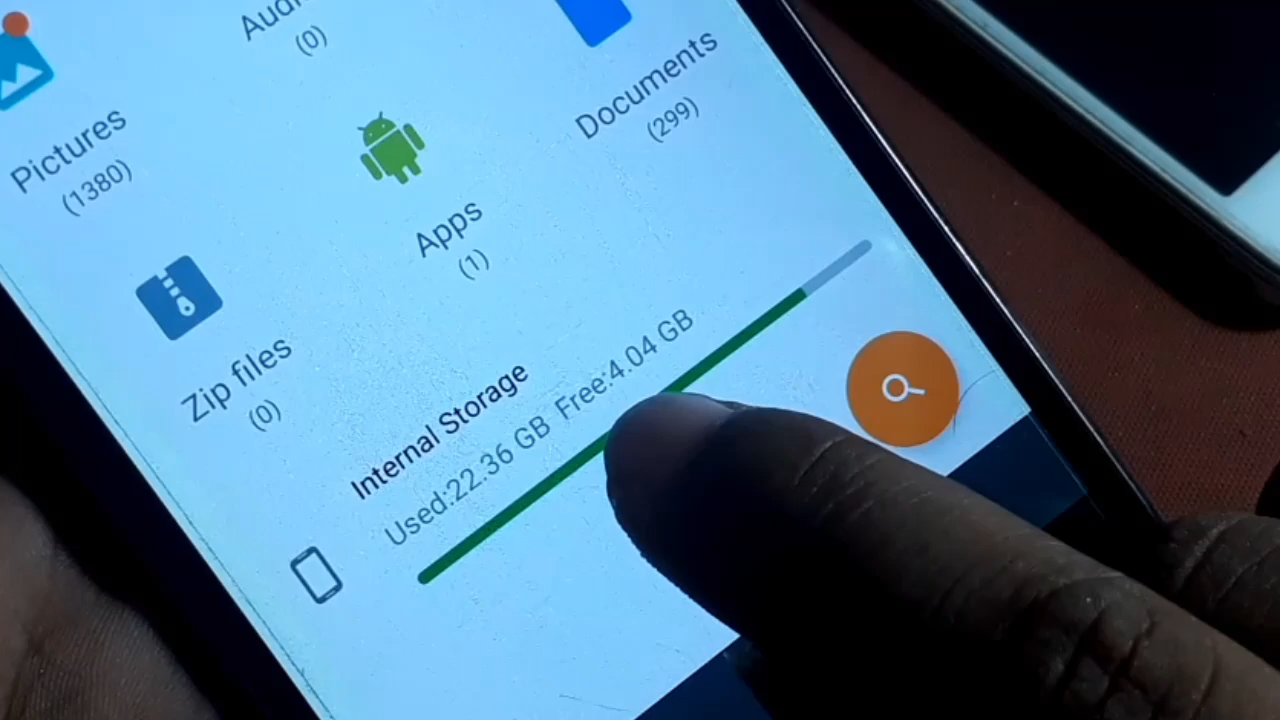 Pictures
(1380)
(0)
Documents
(299)
Zip files
(0)
Apps
(1)
Internal Storage
Used:22.36 GB Free:4.04 GB